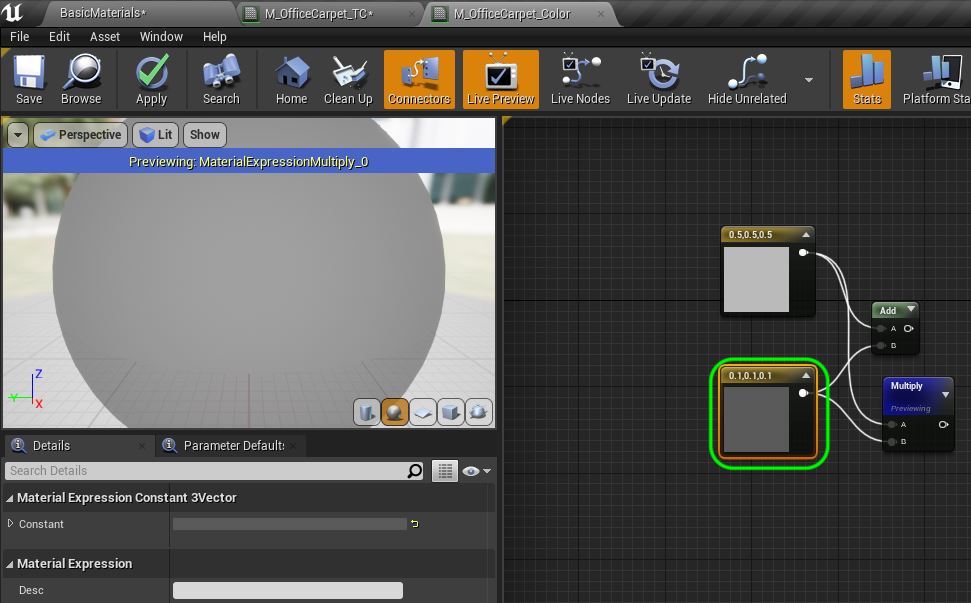 BasicMaterials*
M_OfficeCarpet_TC*
M_OfficeCarpet_Color
File Edit Asset Window Help
Save Browse Apply Search Home Clean Up Connectors Live Preview Live Nodes Live Update Hide Unrelated Stats Platform Sta
Perspective Lit Show
Previewing: MaterialExpressionMultiply_0
0.5,0.5,0.5
Add
A
B
0.1,0.1,0.1
Multiply
Previewing
A
B
Z
Y
X
Details
Parameter Default:
Search Details
Material Expression Constant 3Vector
Constant
Material Expression
Desc